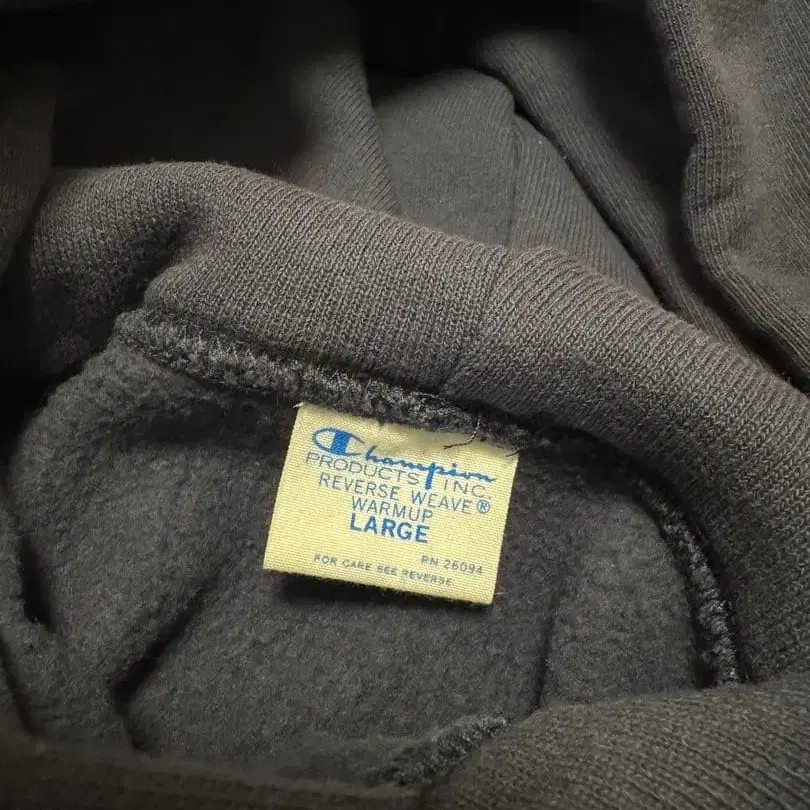 Champion
PRODUCTS INC.
REVERSE WEAVE®
WARMUP
LARGE
RN 26094
FOR CARE SEE REVERSE